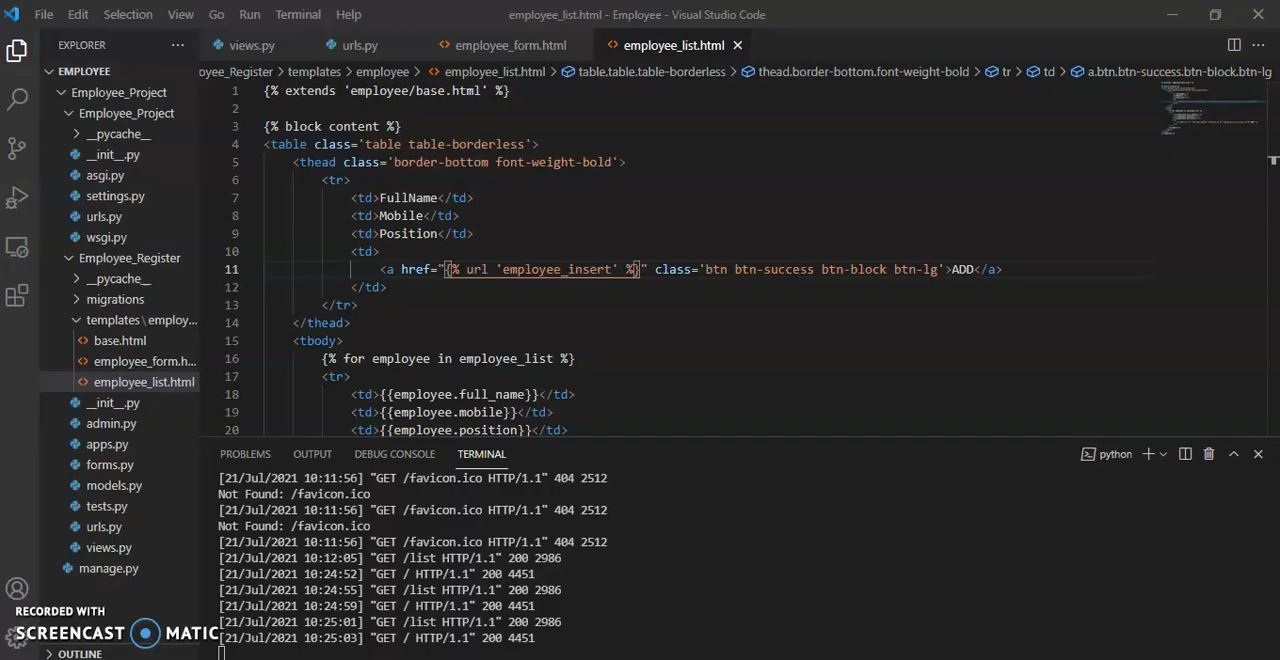 File Edit Selection View Go Run Terminal Help employee_list.html - Employee - Visual Studio Code
EXPLORER ···
views.py urls.py employee_form.html employee_list.html
EMPLOYEE
oyee_Register > templates > employee > employee_list.html > table.table.table-borderless > thead.border-bottom.font-weight-bold > tr > td > a.btn.btn-success.btn-block.btn-lg
Employee_Project
Employee_Project
__pycache__
__init__.py
asgi.py
settings.py
urls.py
wsgi.py
Employee_Register
__pycache__
migrations
templates \ employ...
base.html
employee_form.h...
employee_list.html
__init__.py
admin.py
apps.py
forms.py
models.py
tests.py
urls.py
views.py
manage.py
OUTLINE
1 {% extends 'employee/base.html' %}
2
3 {% block content %}
4 <table class='table table-borderless'>
5 <thead class='border-bottom font-weight-bold'>
6 <tr>
7 <td>FullName</td>
8 <td>Mobile</td>
9 <td>Position</td>
10 <td>
11 <a href="{% url 'employee_insert' %}" class='btn btn-success btn-block btn-lg'>ADD</a>
12 </td>
13 </tr>
14 </thead>
15 <tbody>
16 {% for employee in employee_list %}
17 <tr>
18 <td>{{employee.full_name}}</td>
19 <td>{{employee.mobile}}</td>
20 <td>{{employee.position}}</td>
PROBLEMS OUTPUT DEBUG CONSOLE TERMINAL python
[21/Jul/2021 10:11:56] "GET /favicon.ico HTTP/1.1" 404 2512
Not Found: /favicon.ico
[21/Jul/2021 10:11:56] "GET /favicon.ico HTTP/1.1" 404 2512
Not Found: /favicon.ico
[21/Jul/2021 10:11:56] "GET /favicon.ico HTTP/1.1" 404 2512
[21/Jul/2021 10:12:05] "GET /list HTTP/1.1" 200 2986
[21/Jul/2021 10:24:52] "GET / HTTP/1.1" 200 4451
[21/Jul/2021 10:24:55] "GET /list HTTP/1.1" 200 2986
[21/Jul/2021 10:24:59] "GET / HTTP/1.1" 200 4451
[21/Jul/2021 10:25:01] "GET /list HTTP/1.1" 200 2986
[21/Jul/2021 10:25:03] "GET / HTTP/1.1" 200 4451
RECORDED WITH
SCREENCAST MATIC